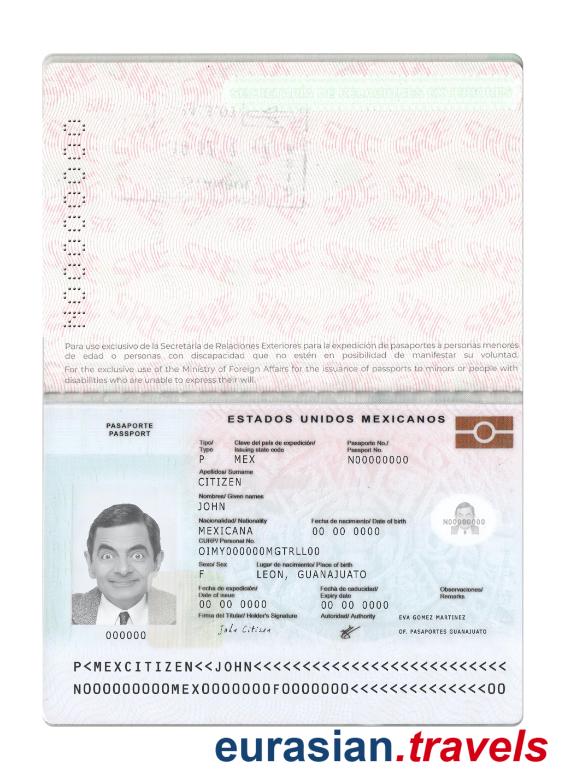 SECRETARÍA DE RELACIONES EXTERIORES
N00000000
Para uso exclusivo de la Secretaría de Relaciones Exteriores para la expedición de pasaportes a personas menores
de edad o personas con discapacidad que no estén en posibilidad de manifestar su voluntad.
For the exclusive use of the Ministry of Foreign Affairs for the issuance of passports to minors or people with
disabilities who are unable to express their will.
PASAPORTE
PASSPORT
ESTADOS UNIDOS MEXICANOS
Tipo/ Clave del país de expedición/ Pasaporte No./
Type Issuing state code Passport No.
P MEX N00000000
Apellidos/ Surname
CITIZEN
Nombres/ Given names
JOHN
Nacionalidad/ Nationality Fecha de nacimiento/ Date of birth
MEXICANA 00 00 0000
N00000000
CURP/ Personal No.
OIMY000000MGTRLL00
Sexo/ Sex Lugar de nacimiento/ Place of birth
F LEON, GUANAJUATO
Fecha de expedición/ Fecha de caducidad/ Observaciones/
Date of issue Expiry date Remarks
00 00 0000 00 00 0000
Firma del Titular/ Holder's Signature Autoridad/ Authority EVA GOMEZ MARTINEZ
John Citizen OF. PASAPORTES GUANAJUATO
000000
P<MEXCITIZEN<<JOHN<<<<<<<<<<<<<<<<<<<<<<<<<<
N000000000MEX0000000F0000000<<<<<<<<<<<<<<00
eurasian.travels